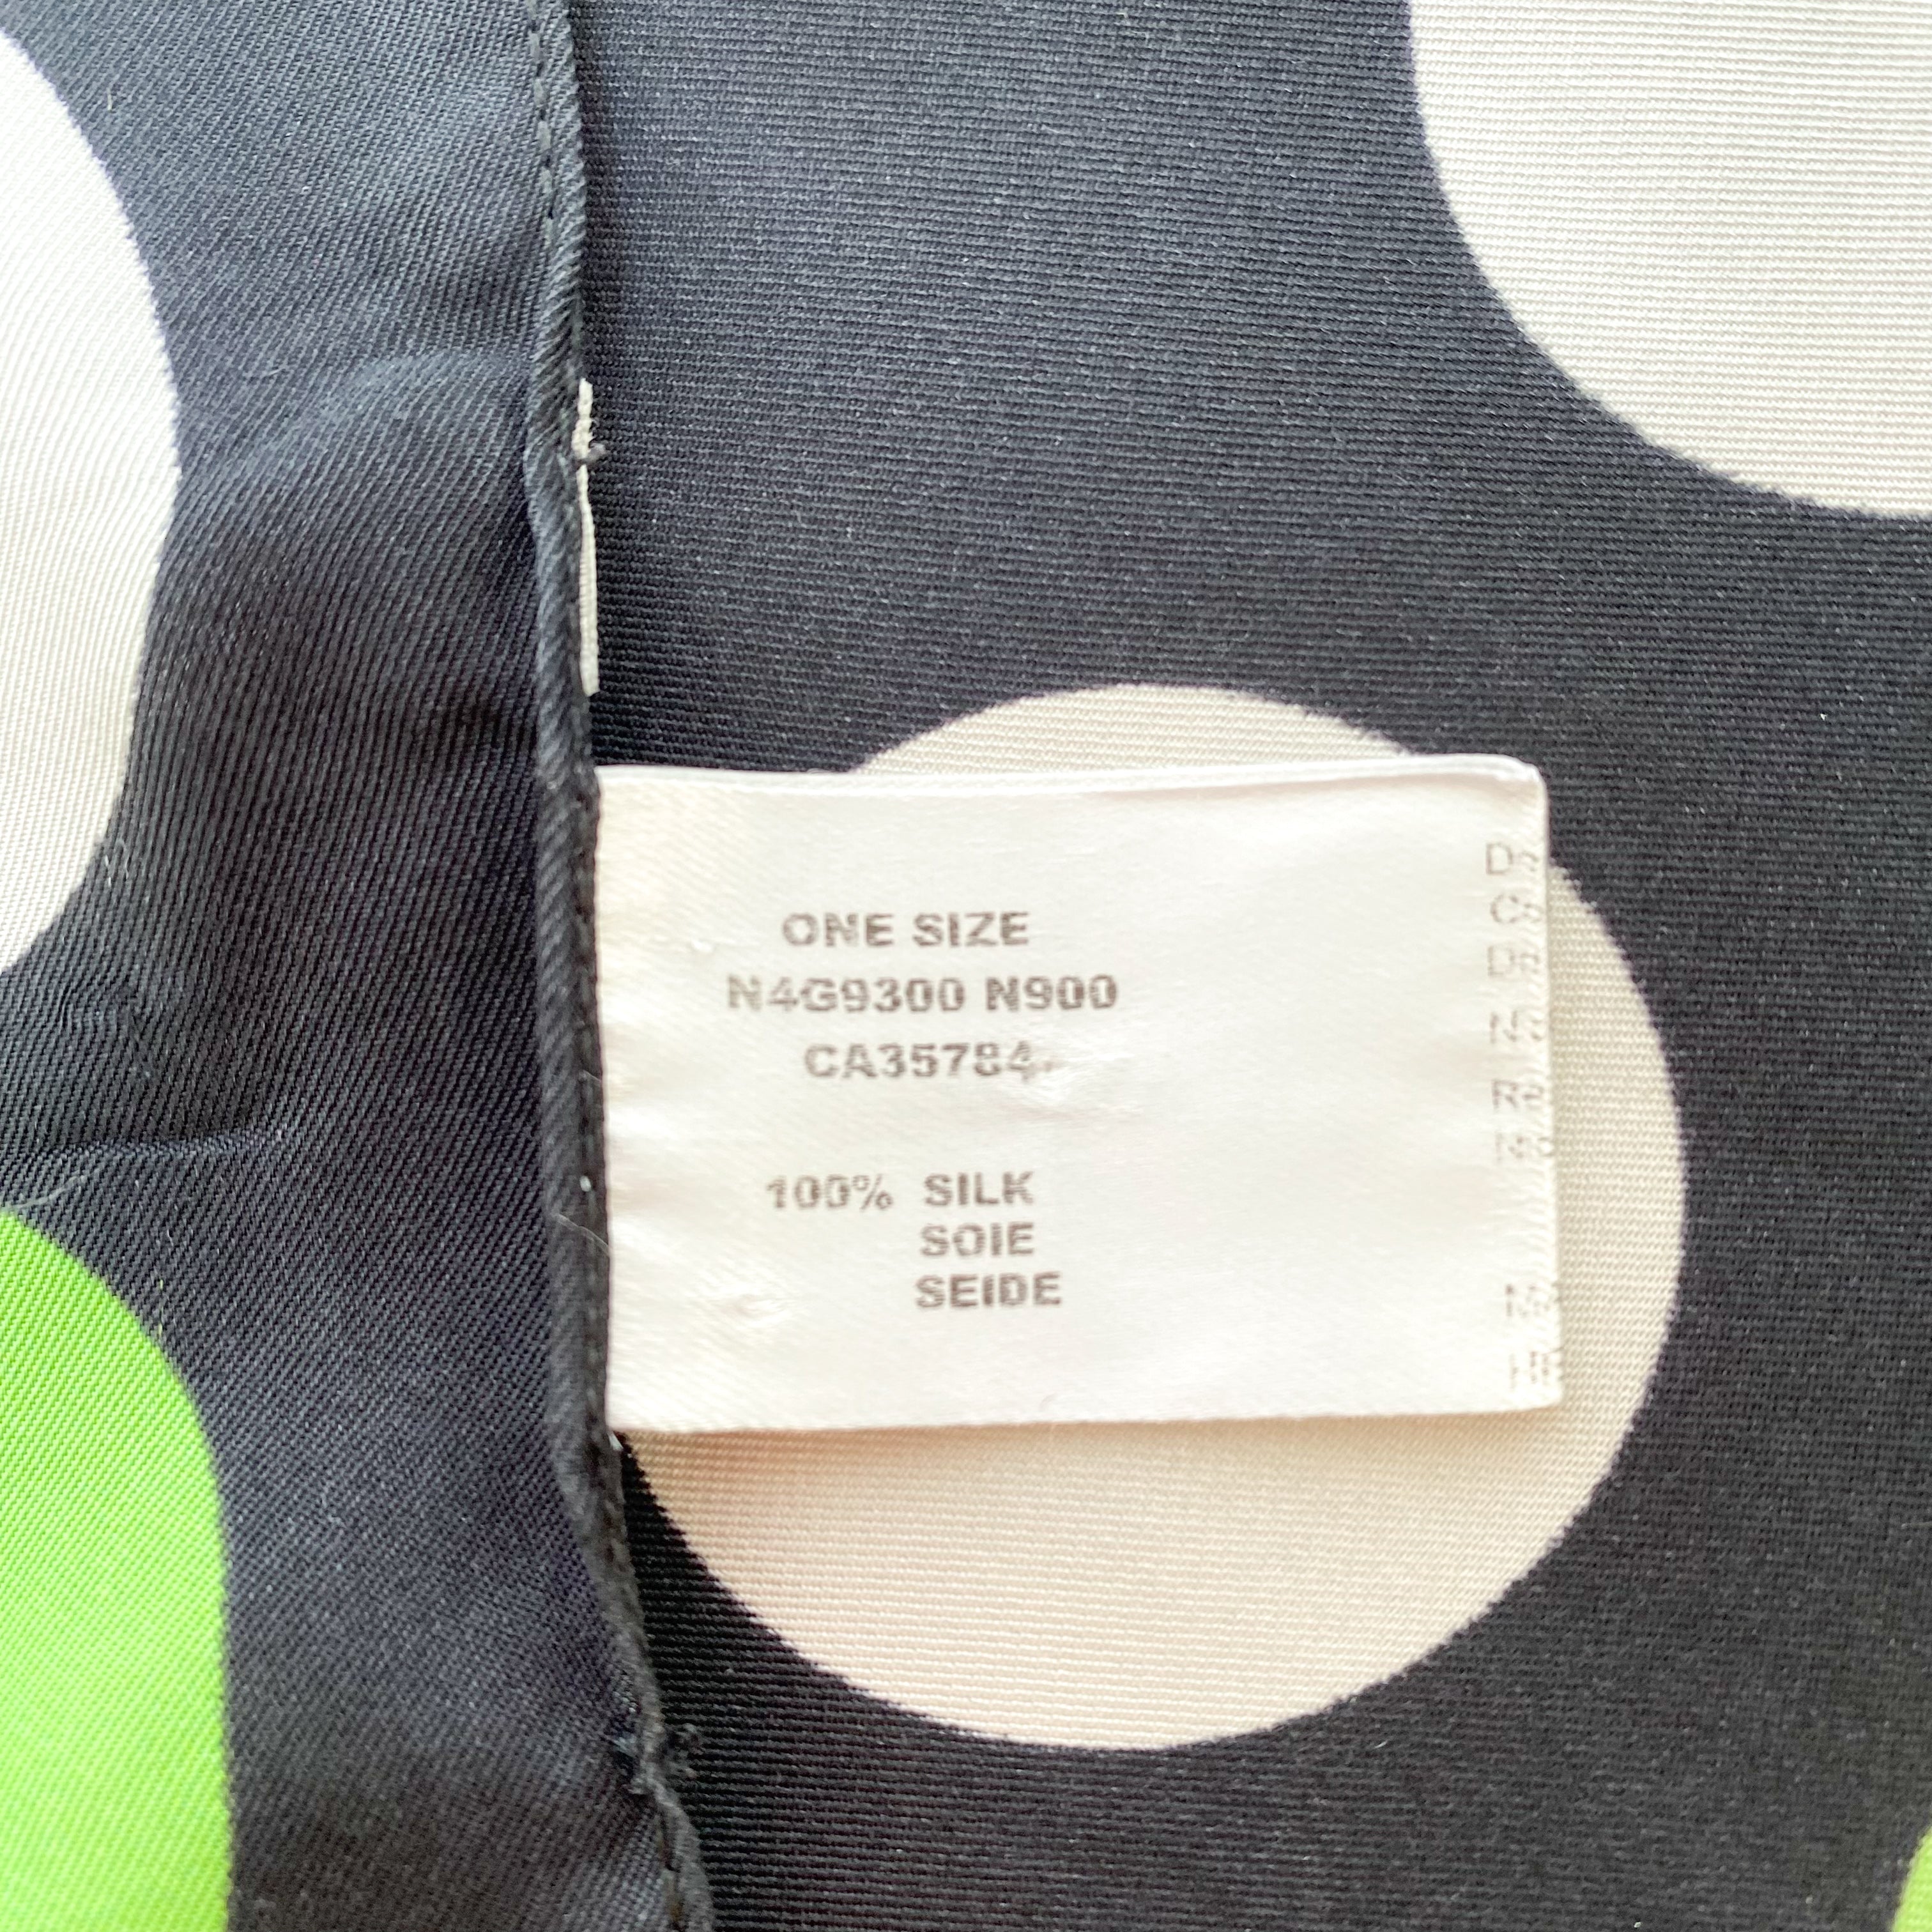 ONE SIZE
N4G9300 N900
CA35784
100% SILK
SOIE
SEIDE